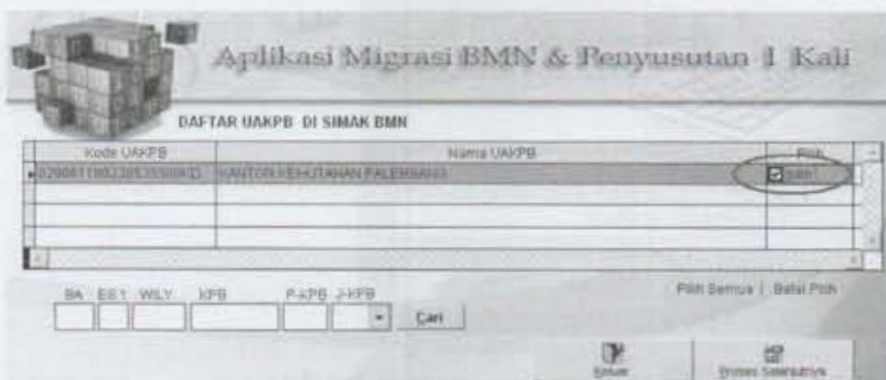 Aplikasi Migrasi BMN & Penyusutan 1 Kali
DAFTAR UAKPB DI SIMAK BMN
Kode UAKPB Nama UAKPB Pilih
KANTOR KEHUTANAN PALEMBANG
BA ES1 WILY KPB P-KPB J-KPB
Cari
Pilih Semua | Batal Pilih
Keluar Proses Selanjutnya